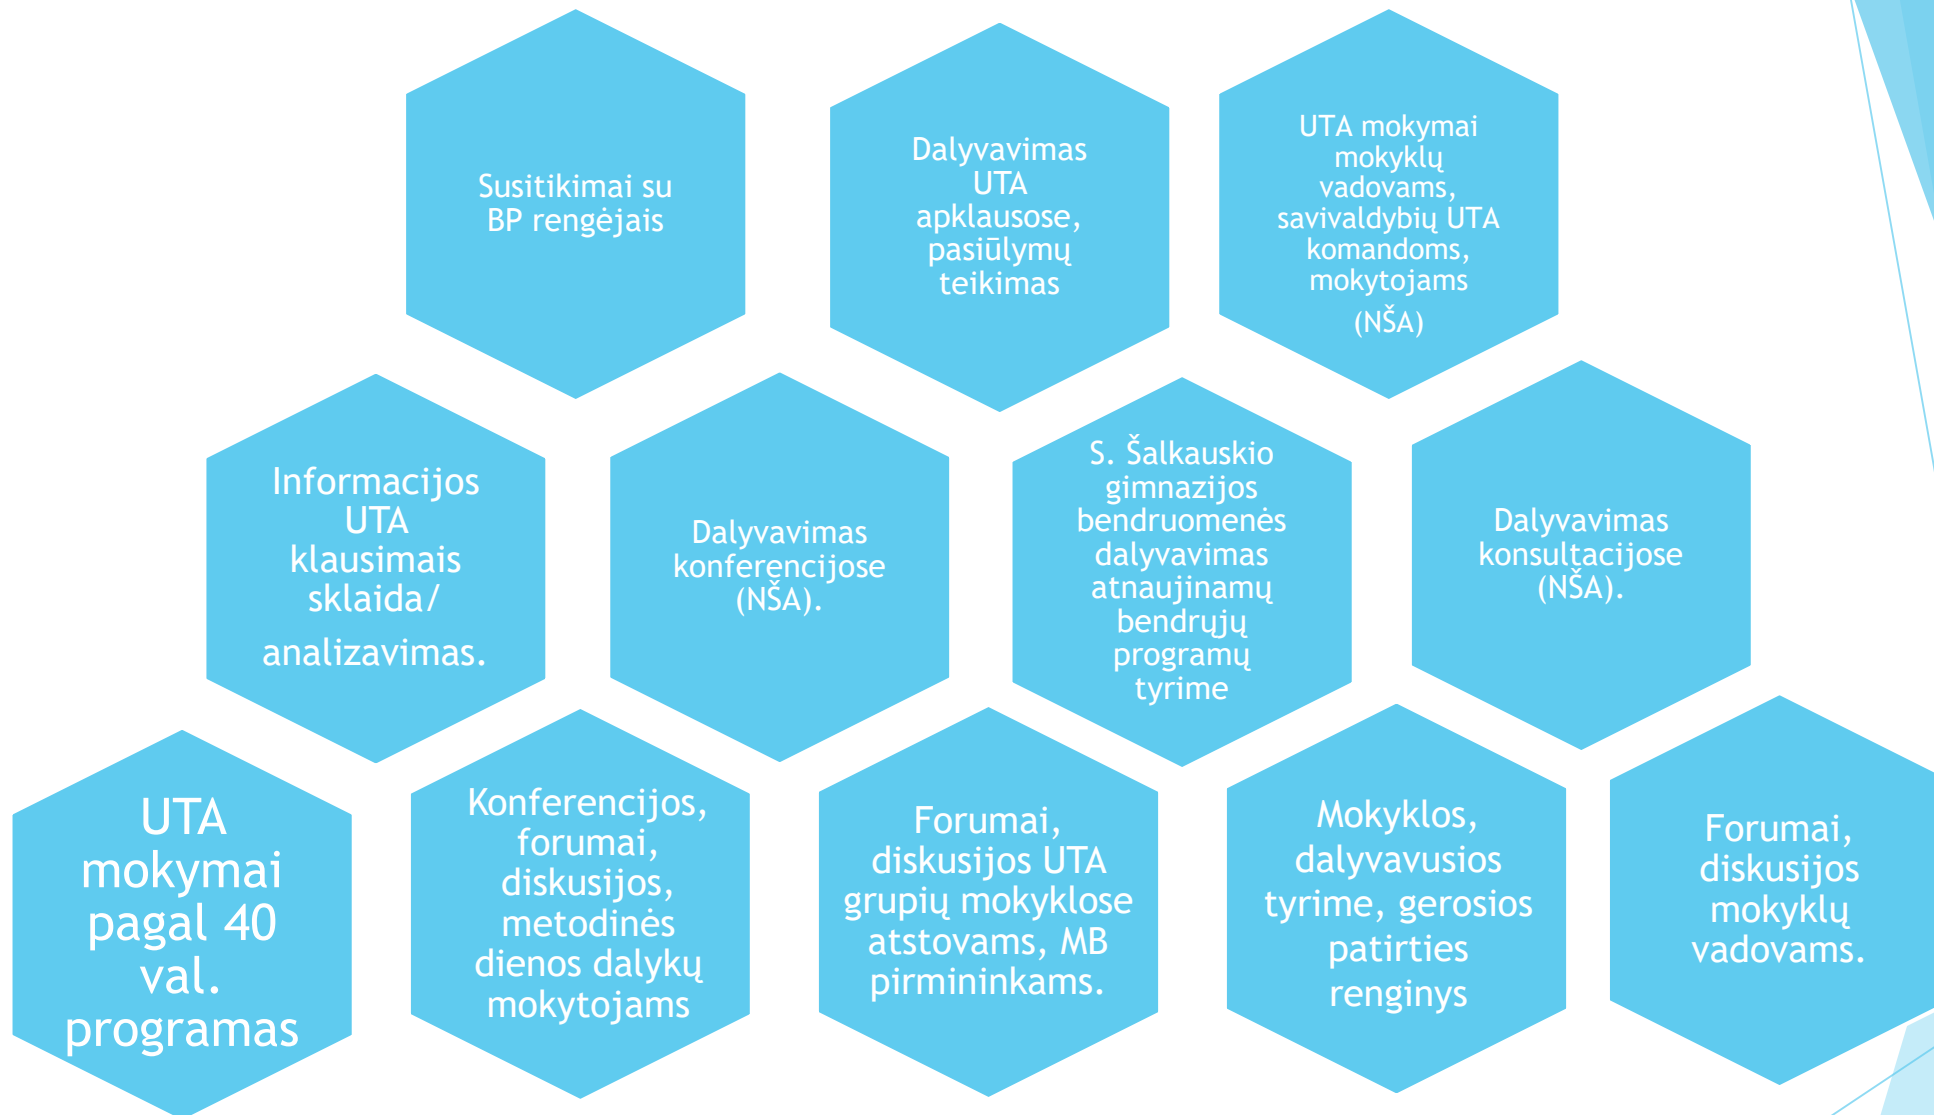 Susitikimai su
BP rengėjais
Dalyvavimas
UTA
apklausose,
pasiūlymų
teikimas
UTA mokymai
mokyklų
vadovams,
savivaldybių UTA
komandoms,
mokytojams
(NŠA)
Informacijos
UTA
klausimais
sklaida/
analizavimas.
Dalyvavimas
konferencijose
(NŠA).
S. Šalkauskio
gimnazijos
bendruomenės
dalyvavimas
atnaujinamų
bendrųjų
programų
tyrime
Dalyvavimas
konsultacijose
(NŠA).
UTA
mokymai
pagal 40
val.
programas
Konferencijos,
forumai,
diskusijos,
metodinės
dienos dalykų
mokytojams
Forumai,
diskusijos UTA
grupių mokyklose
atstovams, MB
pirmininkams.
Mokyklos,
dalyvavusios
tyrime, gerosios
patirties
renginys
Forumai,
diskusijos
mokyklų
vadovams.